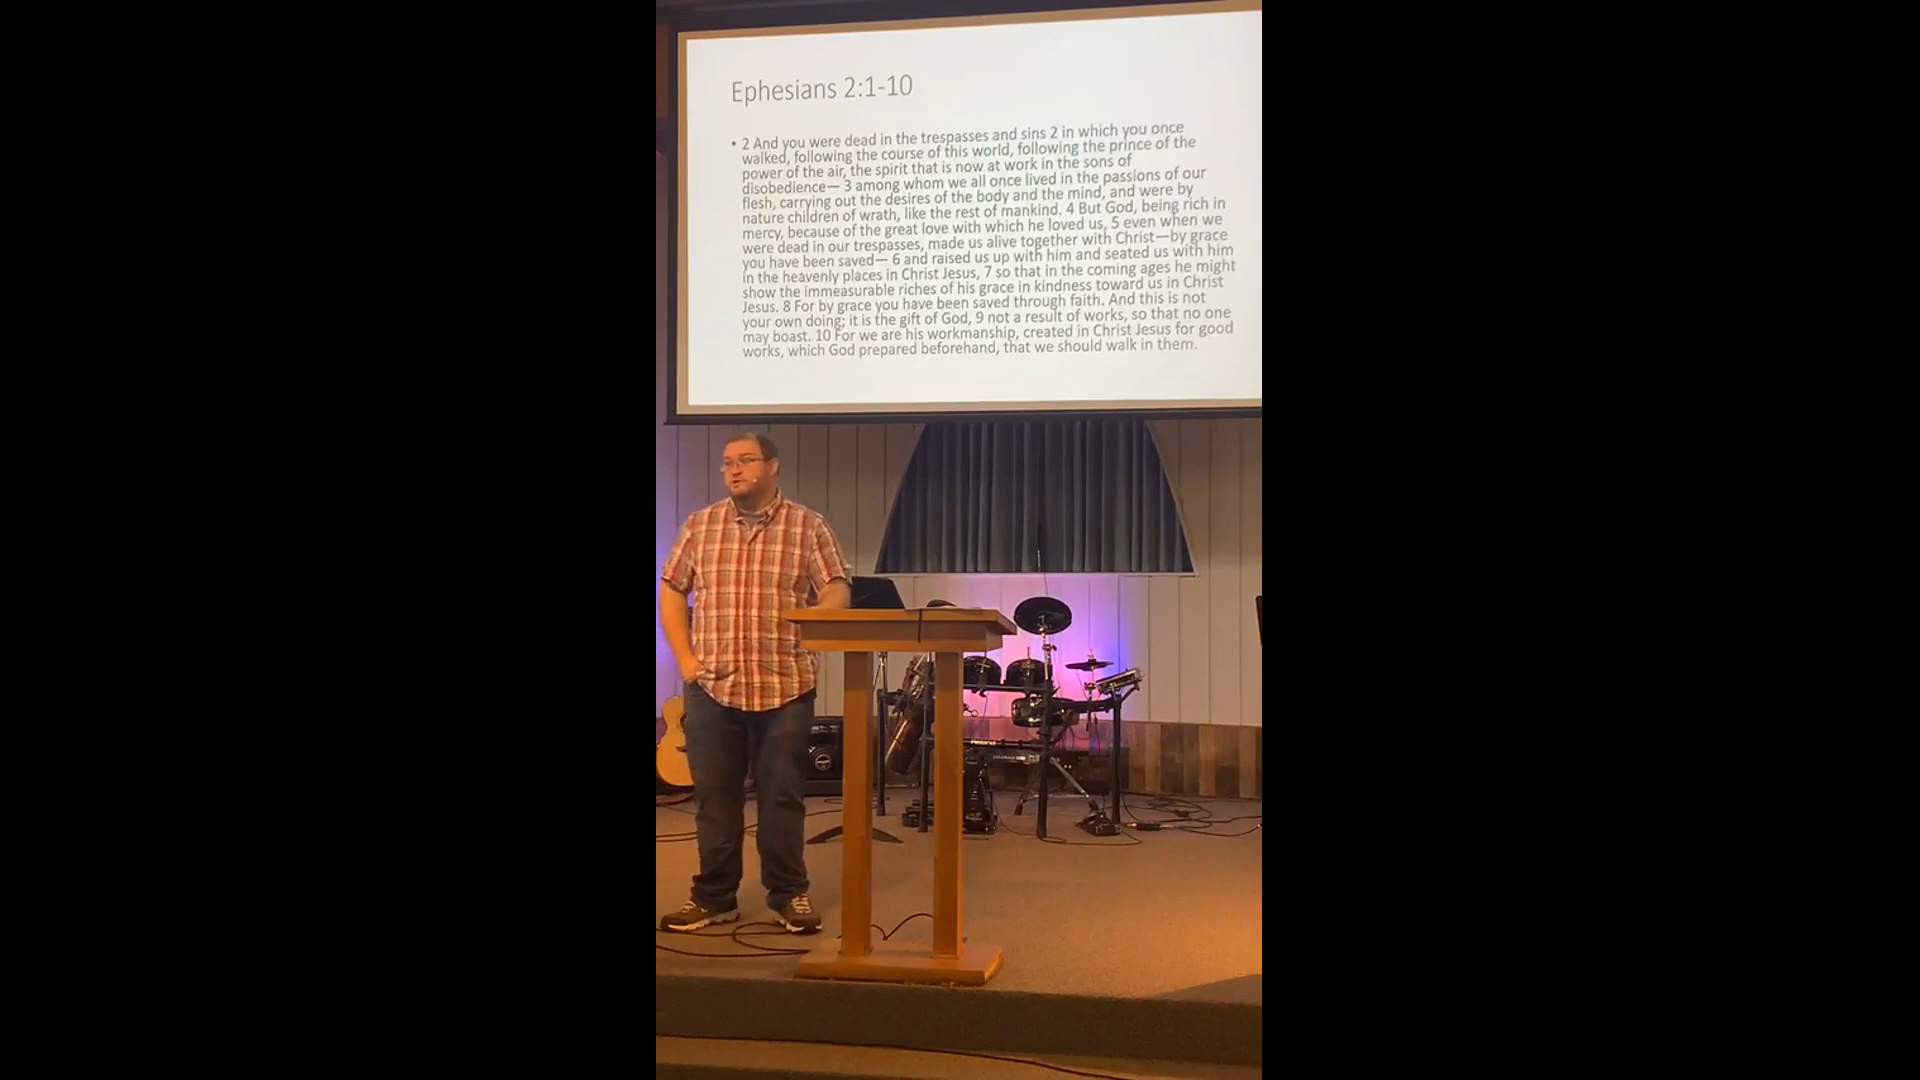 Ephesians 2:1-10
• 2 And you were dead in the trespasses and sins 2 in which you once
walked, following the course of this world, following the prince of the
power of the air, the spirit that is now at work in the sons of
disobedience— 3 among whom we all once lived in the passions of our
flesh, carrying out the desires of the body and the mind, and were by
nature children of wrath, like the rest of mankind. 4 But God, being rich in
mercy, because of the great love with which he loved us, 5 even when we
were dead in our trespasses, made us alive together with Christ—by grace
you have been saved— 6 and raised us up with him and seated us with him
in the heavenly places in Christ Jesus, 7 so that in the coming ages he might
show the immeasurable riches of his grace in kindness toward us in Christ
Jesus. 8 For by grace you have been saved through faith. And this is not
your own doing; it is the gift of God, 9 not a result of works, so that no one
may boast. 10 For we are his workmanship, created in Christ Jesus for good
works, which God prepared beforehand, that we should walk in them.
Roland